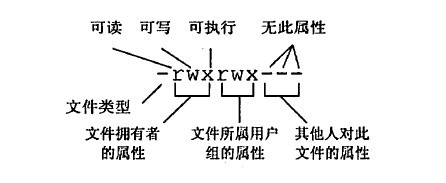 可读 可写 可执行 无此属性
-rwxrwx---
文件类型
文件拥有者 文件所属用户 其他人对此
的属性 组的属性 文件的属性